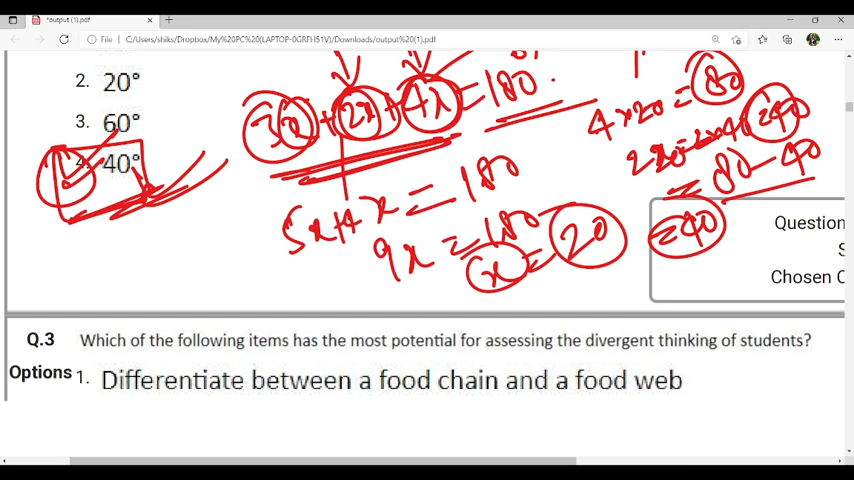 *output (1).pdf
File C:/Users/shiks/Dropbox/My%20PC%20(LAPTOP-0GRFH51V)/Downloads/output%20(1).pdf
2. 20°
3. 60°
4. 40°
3x + 2x + 4x = 180
5x+4x = 180
9x = 180
x = 20
4×20 = 80
= 80-40
= 40
Question
S
Chosen O
Q.3 Which of the following items has the most potential for assessing the divergent thinking of students?
Options 1. Differentiate between a food chain and a food web